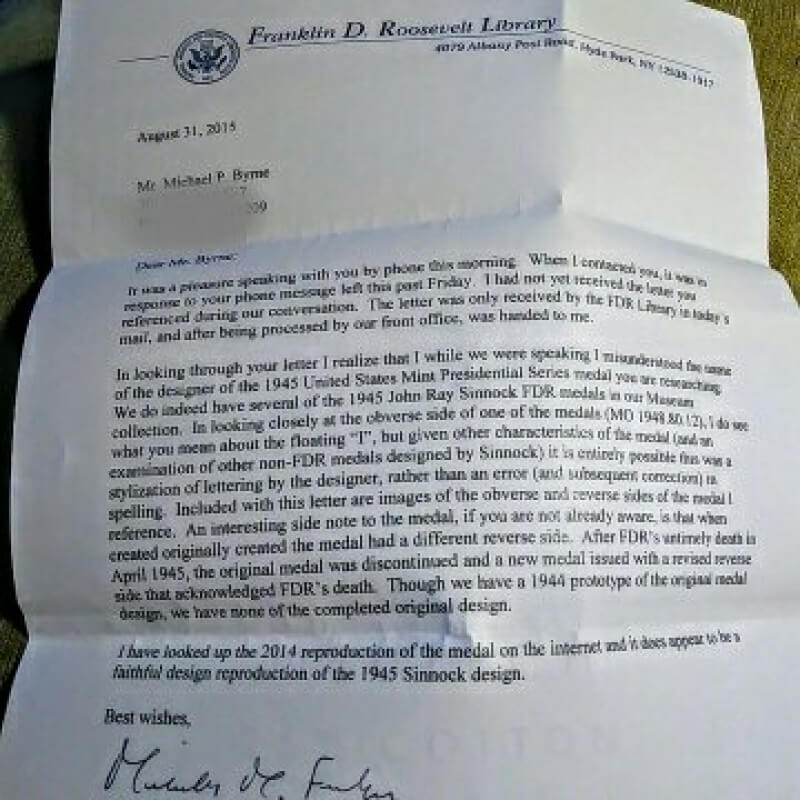 Franklin D. Roosevelt Library
4079 Albany Post Road, Hyde Park, NY 12538-1917
August 31, 2015
Mr. Michael P. Byrne
7
209
Dear Mr. Byrne:
It was a pleasure speaking with you by phone this morning. When I contacted you, it was in
response to your phone message left this past Friday. I had not yet received the letter you
referenced during our conversation. The letter was only received by the FDR Library in today's
mail, and after being processed by our front office, was handed to me.
In looking through your letter I realize that I while we were speaking I misunderstood the name
of the designer of the 1945 United States Mint Presidential Series medal you are researching.
We do indeed have several of the 1945 John Ray Sinnock FDR medals in our Museum
collection. In looking closely at the obverse side of one of the medals (MO 1948.80.12), I do see
what you mean about the floating "I", but given other characteristics of the medal (and an
examination of other non-FDR medals designed by Sinnock) it is entirely possible this was a
stylization of lettering by the designer, rather than an error (and subsequent correction) in
spelling. Included with this letter are images of the obverse and reverse sides of the medal I
reference. An interesting side note to the medal, if you are not already aware, is that when
created originally created the medal had a different reverse side. After FDR's untimely death in
April 1945, the original medal was discontinued and a new medal issued with a revised reverse
side that acknowledged FDR's death. Though we have a 1944 prototype of the original medal
design, we have none of the completed original design.
I have looked up the 2014 reproduction of the medal on the internet and it does appear to be a
faithful design reproduction of the 1945 Sinnock design.
Best wishes,